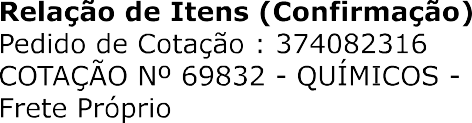 Relação de Itens (Confirmação)
Pedido de Cotação : 374082316
COTAÇÃO Nº 69832 - QUÍMICOS -
Frete Próprio